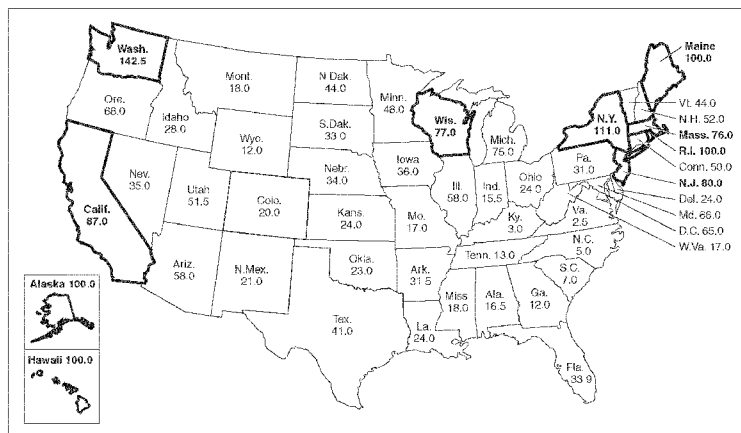 Wash.
142.5
Maine
100.0
Mont.
18.0
N Dak.
44.0
Minn.
48.0
Ore.
68.0
Idaho
28.0
Vt. 44.0
N.H. 52.0
Mass. 76.0
R.I. 100.0
Conn. 50.0
N.J. 80.0
Del. 24.0
Md. 66.0
D.C. 65.0
W.Va. 17.0
N.Y.
111.0
Wis.
77.0
S.Dak.
33.0
Wyo.
12.0
Mich.
75.0
Pa.
31.0
Iowa
36.0
Nebr.
34.0
Nev.
35.0
Utah
51.5
Colo.
20.0
Ill.
58.0
Ind.
15.5
Ohio
24.0
Calif.
87.0
Kans.
24.0
Mo.
17.0
Ky.
3.0
Va.
2.5
N.C.
5.0
Tenn. 13.0
Ariz.
58.0
N.Mex.
21.0
Okla.
23.0
Ark.
31.5
S.C.
7.0
Miss
18.0
Ala.
16.5
Ga.
12.0
Tex.
41.0
La.
24.0
Fla.
33 9
Alaska 100.0
Hawaii 100.0